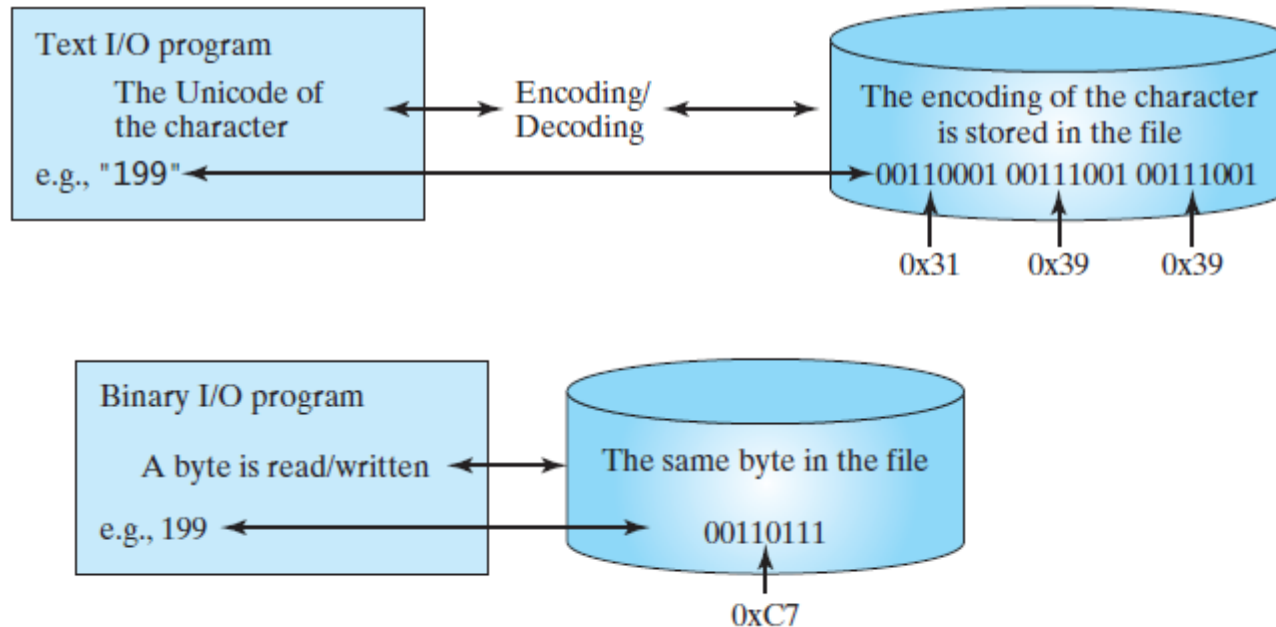 Text I/O program
The Unicode of
the character
e.g., "199"
Encoding/
Decoding
The encoding of the character
is stored in the file
00110001 00111001 00111001
0x31 0x39 0x39
Binary I/O program
A byte is read/written
e.g., 199
The same byte in the file
00110111
0xC7